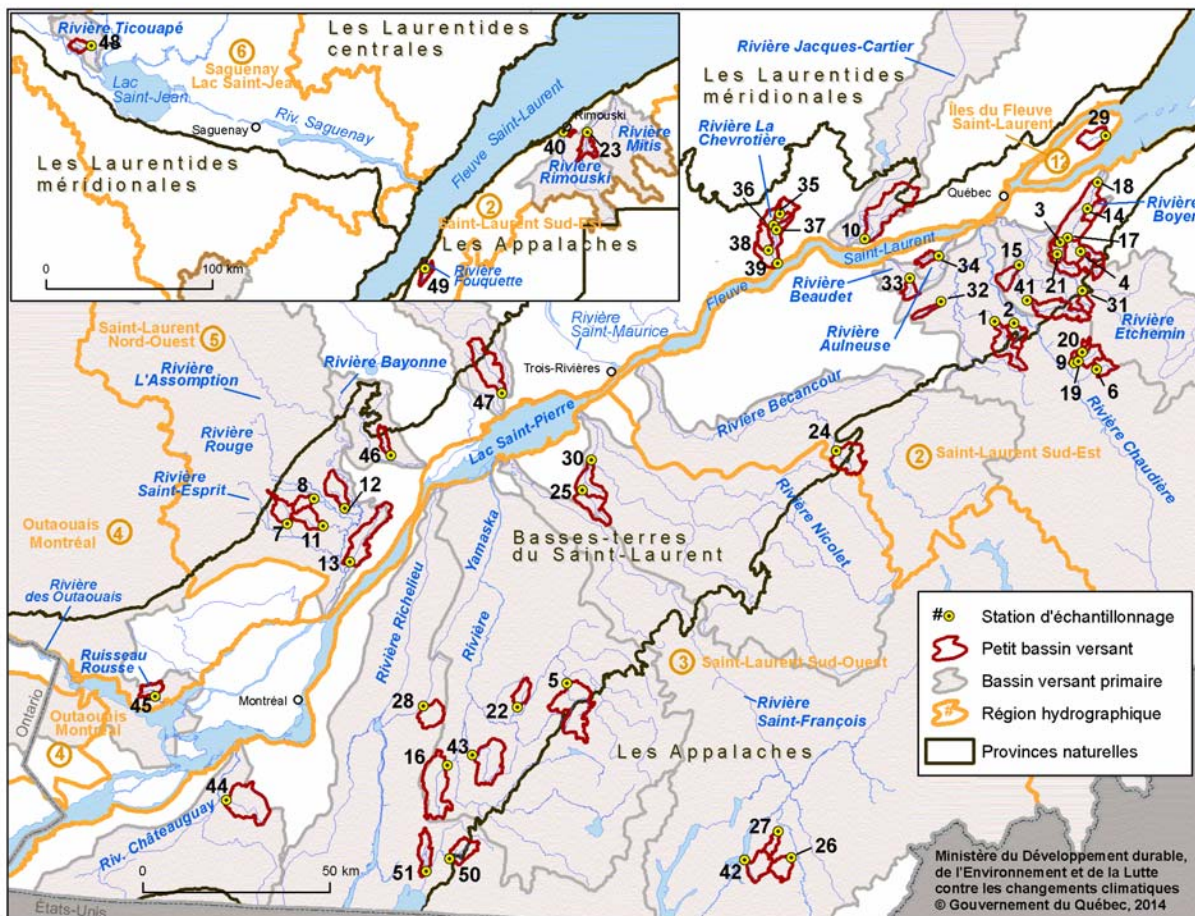 Rivière Ticouapé
48
Les Laurentides
centrales
6
Saguenay
Lac Saint-Jean
Lac
Saint-Jean
Saguenay
Riv. Saguenay
Les Laurentides
méridionales
Fleuve Saint-Laurent
Rimouski
40
23
Rivière
Mitis
Rivière
Rimouski
2
Saint-Laurent Sud-Est
Les Appalaches
49
Rivière
Fouquette
0
100 km
Rivière Jacques-Cartier
Les Laurentides
méridionales
Rivière La
Chevrotière
Îles du Fleuve
Saint-Laurent
1
29
Québec
36
35
37
38
39
10
18
14
Rivière
Boyer
3
17
4
21
15
41
31
Fleuve
Saint-Laurent
Rivière
Beaudet
34
33
32
Rivière
Aulneuse
1
2
Rivière
Etchemin
20
9
19
6
Rivière Chaudière
Saint-Laurent
Nord-Ouest
5
Rivière Bayonne
Rivière
Saint-Maurice
Trois-Rivières
Rivière
L'Assomption
47
Rivière
Rouge
46
Lac Saint-Pierre
Rivière Bécancour
24
2
Saint-Laurent Sud-Est
Rivière
Saint-Esprit
8
12
7
11
13
30
25
Rivière Nicolet
Outaouais
Montréal
4
Basses-terres
du Saint-Laurent
Rivière
des Outaouais
Ruisseau
Rousse
45
Montréal
Ontario
Outaouais
Montréal
4
Rivière Richelieu
Rivière
Yamaska
3
Saint-Laurent Sud-Ouest
5
28
22
16
43
Rivière
Saint-François
Les Appalaches
44
Riv. Châteauguay
51
50
27
42
26
0
50 km
États-Unis
#
Station d'échantillonnage
Petit bassin versant
Bassin versant primaire
#
Région hydrographique
Provinces naturelles
Ministère du Développement durable,
de l'Environnement et de la Lutte
contre les changements climatiques
© Gouvernement du Québec, 2014